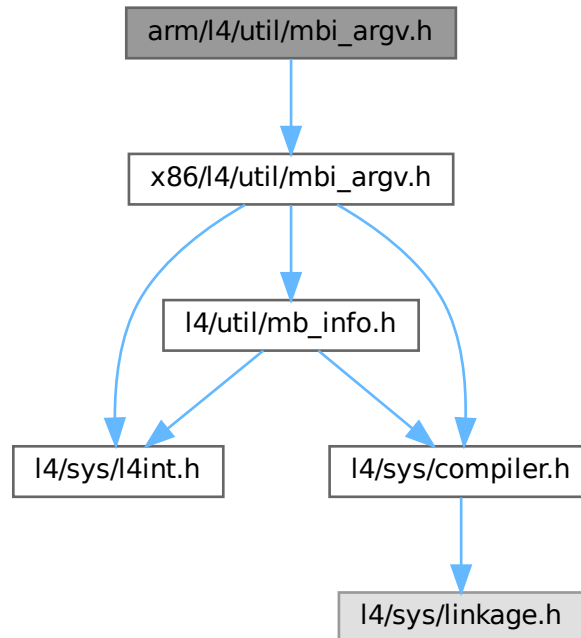 arm/l4/util/mbi_argv.h
x86/l4/util/mbi_argv.h
l4/util/mb_info.h
l4/sys/l4int.h
l4/sys/compiler.h
l4/sys/linkage.h